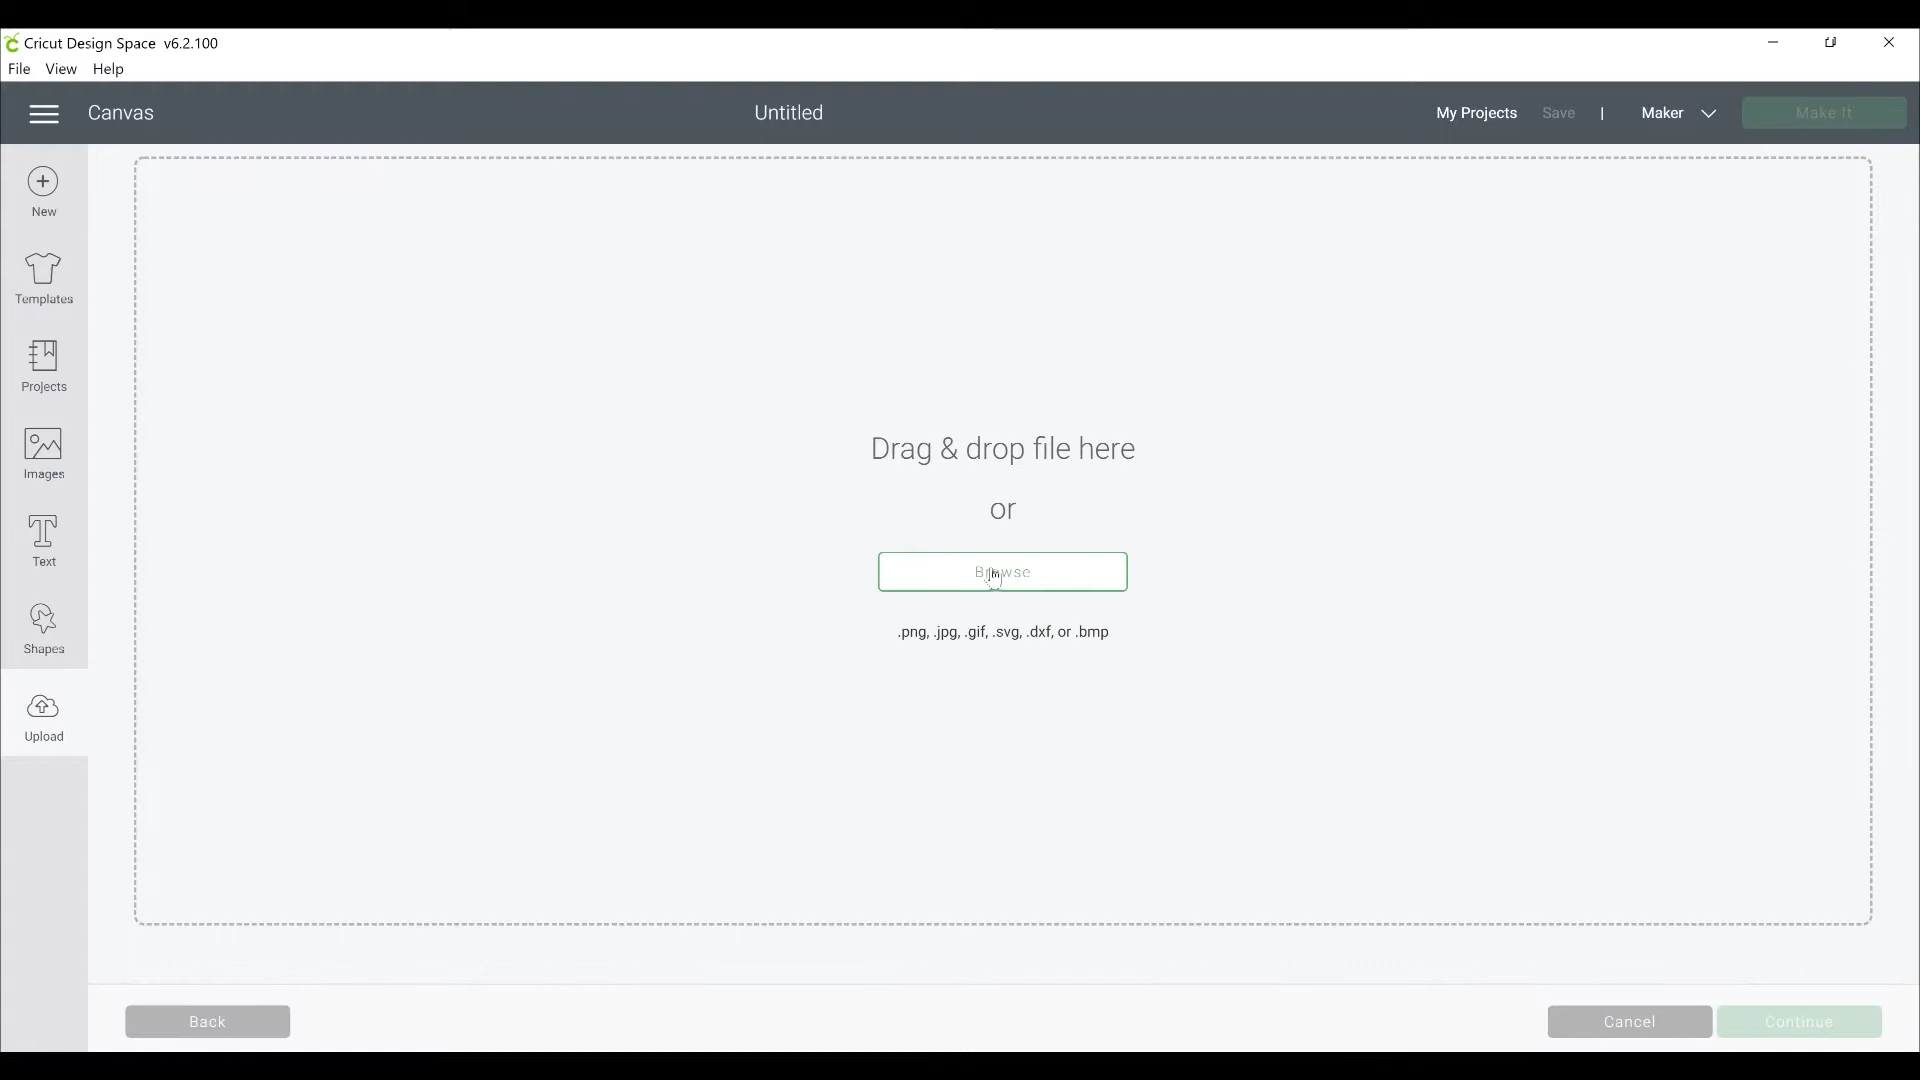 Cricut Design Space v6.2.100
File View Help
Canvas
Untitled
My Projects Save | Maker
Make It
New
Templates
Projects
Images
Text
Shapes
Upload
Drag & drop file here
or
Browse
.png, .jpg, .gif, .svg, .dxf, or .bmp
Back
Cancel
Continue